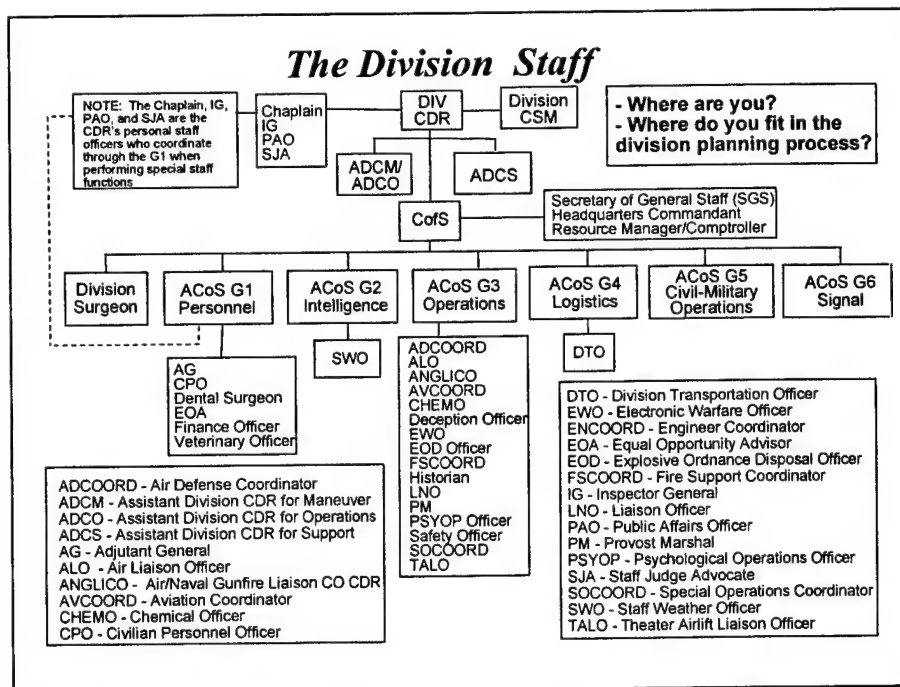 The Division Staff
NOTE: The Chaplain, IG,
PAO, and SJA are the
CDR's personal staff
officers who coordinate
through the G1 when
performing special staff
functions
Chaplain
IG
PAO
SJA
DIV
CDR
Division
CSM
- Where are you?
- Where do you fit in the
division planning process?
ADCM/
ADCO
ADCS
CofS
Secretary of General Staff (SGS)
Headquarters Commandant
Resource Manager/Comptroller
Division
Surgeon
ACoS G1
Personnel
ACoS G2
Intelligence
ACoS G3
Operations
ACoS G4
Logistics
ACoS G5
Civil-Military
Operations
ACoS G6
Signal
AG
CPO
Dental Surgeon
EOA
Finance Officer
Veterinary Officer
SWO
ADCOORD
ALO
ANGLICO
AVCOORD
CHEMO
Deception Officer
EWO
EOD Officer
FSCOORD
Historian
LNO
PM
PSYOP Officer
Safety Officer
SOCOORD
TALO
DTO
ADCOORD - Air Defense Coordinator
ADCM - Assistant Division CDR for Maneuver
ADCO - Assistant Division CDR for Operations
ADCS - Assistant Division CDR for Support
AG - Adjutant General
ALO - Air Liaison Officer
ANGLICO - Air/Naval Gunfire Liaison CO CDR
AVCOORD - Aviation Coordinator
CHEMO - Chemical Officer
CPO - Civilian Personnel Officer
DTO - Division Transportation Officer
EWO - Electronic Warfare Officer
ENCOORD - Engineer Coordinator
EOA - Equal Opportunity Advisor
EOD - Explosive Ordnance Disposal Officer
FSCOORD - Fire Support Coordinator
IG - Inspector General
LNO - Liaison Officer
PAO - Public Affairs Officer
PM - Provost Marshal
PSYOP - Psychological Operations Officer
SJA - Staff Judge Advocate
SOCOORD - Special Operations Coordinator
SWO - Staff Weather Officer
TALO - Theater Airlift Liaison Officer